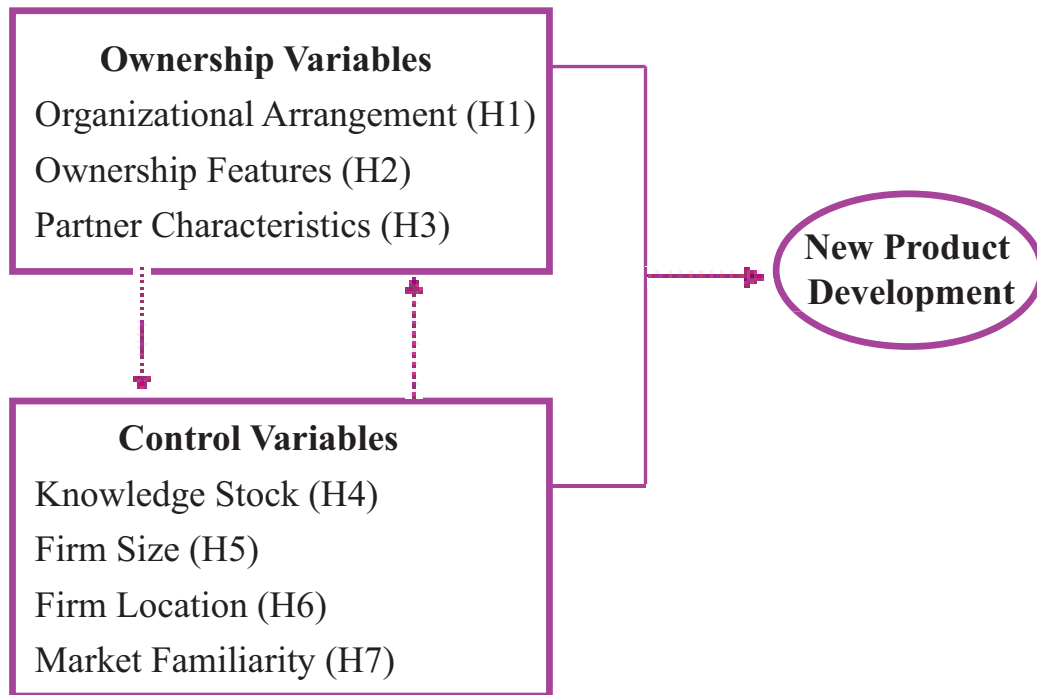 Ownership Variables
Organizational Arrangement (H1)
Ownership Features (H2)
Partner Characteristics (H3)
New Product
Development
Control Variables
Knowledge Stock (H4)
Firm Size (H5)
Firm Location (H6)
Market Familiarity (H7)